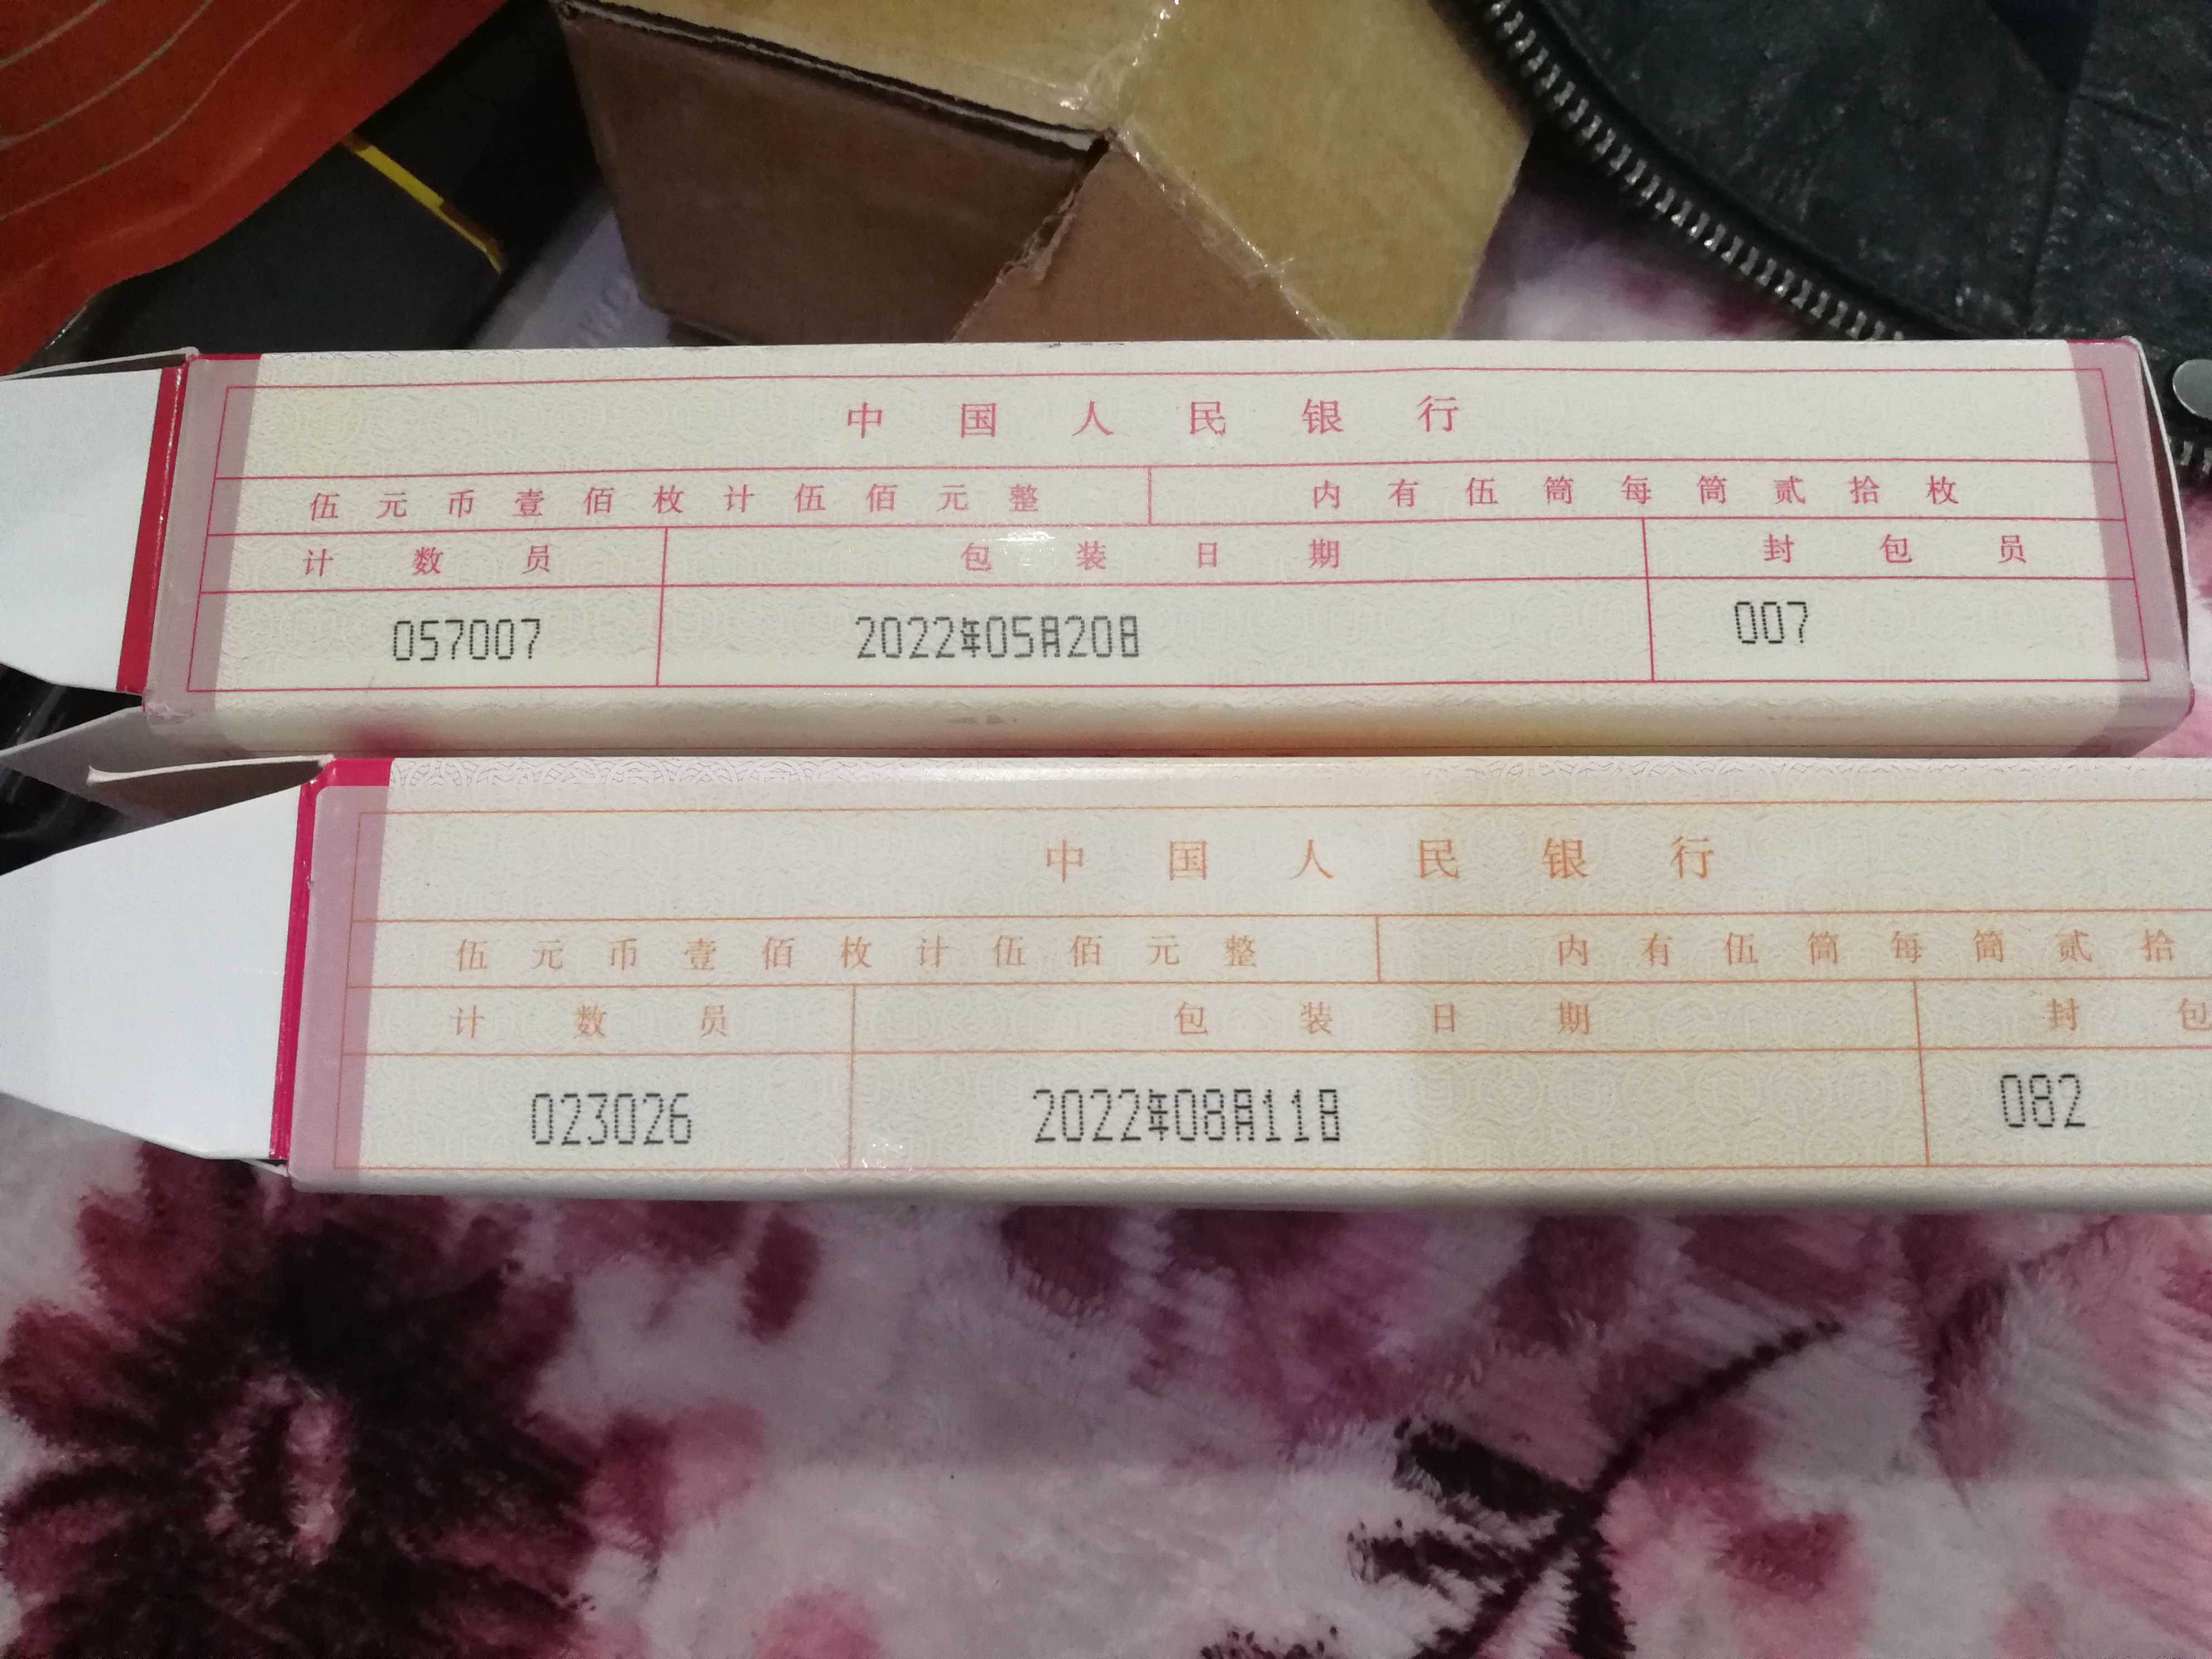 中国人民银行
伍元币壹佰枚计伍佰元整 内有伍筒每筒贰拾枚
计数员 包装日期 封包员
057007 2022年05月20日 007
中国人民银行
伍元币壹佰枚计伍佰元整 内有伍筒每筒贰拾
计数员 包装日期 封包
023026 2022年08月11日 082